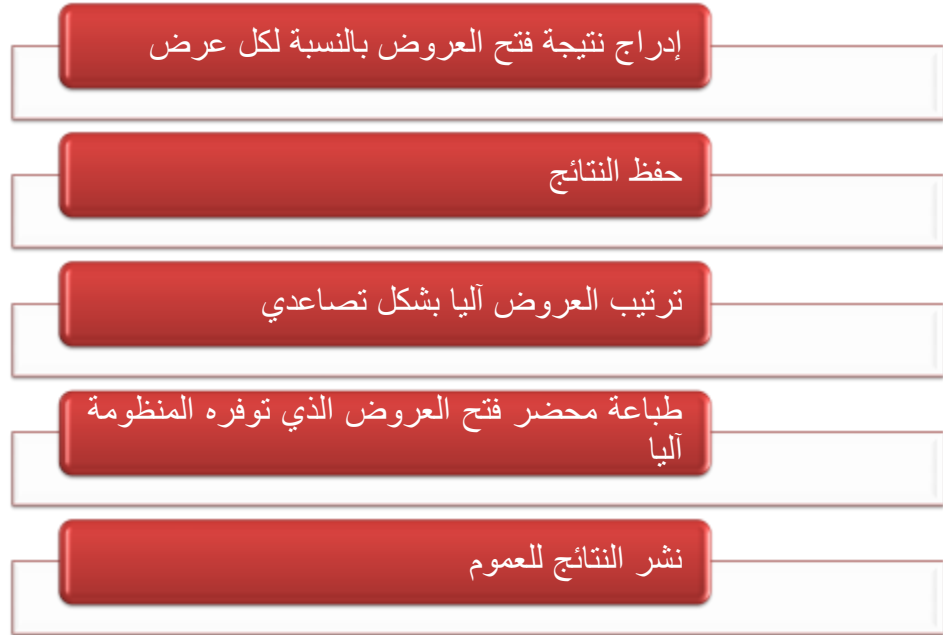 إدراج نتيجة فتح العروض بالنسبة لكل عرض
حفظ النتائج
ترتيب العروض آليا بشكل تصاعدي
طباعة محضر فتح العروض الذي توفره المنظومة
آليا
نشر النتائج للعموم